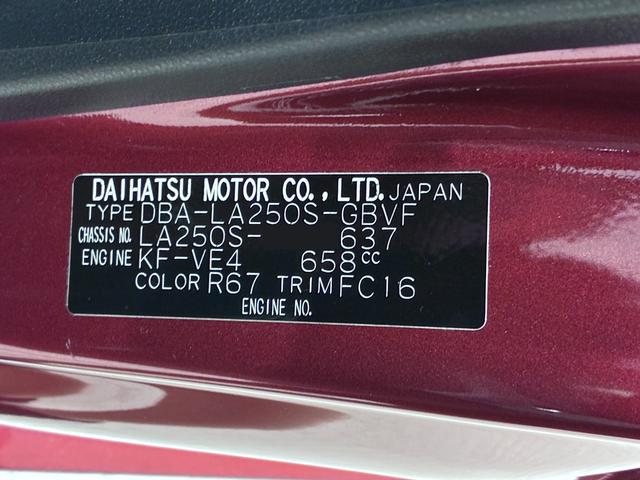 DAIHATSU MOTOR CO., LTD. JAPAN
TYPE DBA-LA250S-GBVF
CHASSIS NO. LA250S- 637
ENGINE KF-VE4 658cc
COLOR R67 TRIM FC16
ENGINE NO.